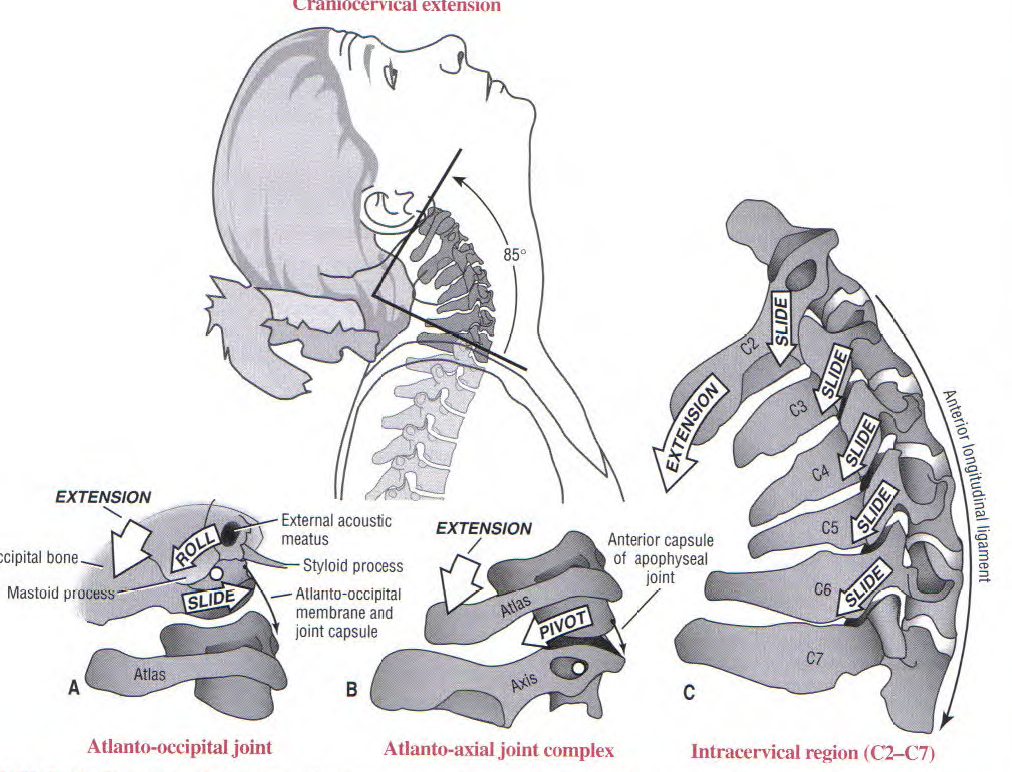 Craniocervical extension
85°
EXTENSION
ROLL
SLIDE
External acoustic
meatus
Styloid process
Atlanto-occipital
membrane and
joint capsule
ccipital bone
Mastoid process
Atlas
A
Atlanto-occipital joint
EXTENSION
Anterior capsule
of apophyseal
joint
Atlas
PIVOT
Axis
B
Atlanto-axial joint complex
C2
SLIDE
EXTENSION
C3
SLIDE
C4
SLIDE
C5
SLIDE
C6
SLIDE
C7
Anterior longitudinal ligament
C
Intracervical region (C2–C7)